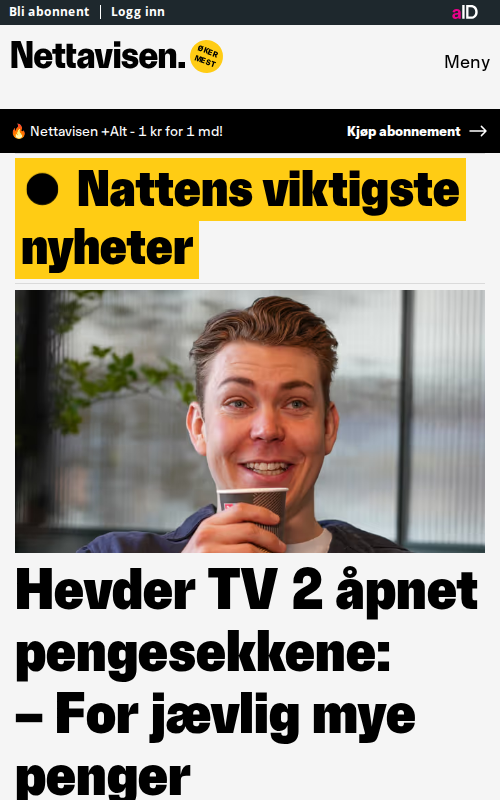 Bli abonnent
Logg inn
aID
Nettavisen.
ØKER
MEST
Meny
🔥 Nettavisen +Alt - 1 kr for 1 md!
Kjøp abonnement →
● Nattens viktigste
nyheter
Hevder TV 2 åpnet
pengesekkene:
– For jævlig mye
penger